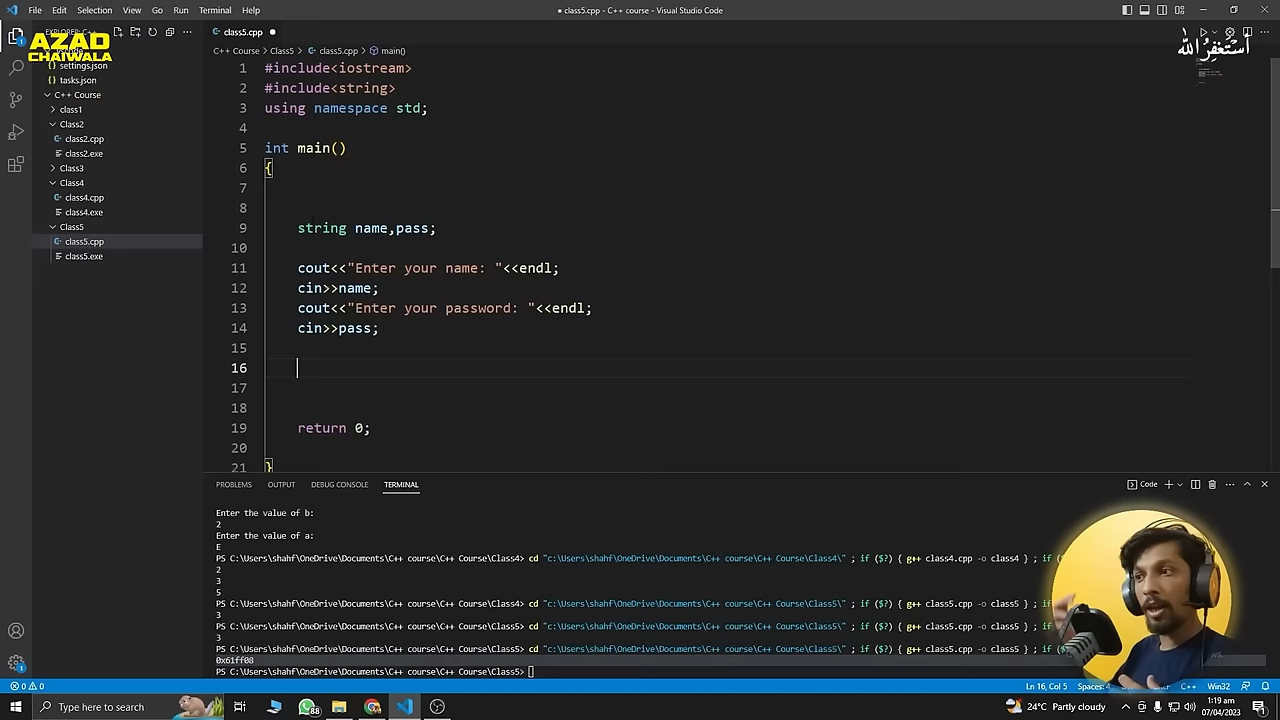 File Edit Selection View Go Run Terminal Help
● class5.cpp - C++ course - Visual Studio Code
AZAD
CHAIWALA
أستغفر الله
settings.json
tasks.json
C++ Course
class1
Class2
class2.cpp
class2.exe
Class3
Class4
class4.cpp
class4.exe
Class5
class5.cpp
class5.exe
class5.cpp
C++ Course > Class5 > class5.cpp > main()
1 #include<iostream>
2 #include<string>
3 using namespace std;
4
5 int main()
6 {
7
8
9 string name,pass;
10
11 cout<<"Enter your name: "<<endl;
12 cin>>name;
13 cout<<"Enter your password: "<<endl;
14 cin>>pass;
15
16
17
18
19 return 0;
20
21 }
PROBLEMS OUTPUT DEBUG CONSOLE TERMINAL
Code
Enter the value of b:
2
Enter the value of a:
E
PS C:\Users\shahf\OneDrive\Documents\C++ course\C++ Course\Class4> cd "c:\Users\shahf\OneDrive\Documents\C++ course\C++ Course\Class4\" ; if ($?) { g++ class4.cpp -o class4 } ; if
2
3
5
PS C:\Users\shahf\OneDrive\Documents\C++ course\C++ Course\Class4> cd "c:\Users\shahf\OneDrive\Documents\C++ course\C++ Course\Class5\" ; if ($?) { g++ class5.cpp -o class5 } ; if
3
PS C:\Users\shahf\OneDrive\Documents\C++ course\C++ Course\Class5> cd "c:\Users\shahf\OneDrive\Documents\C++ course\C++ Course\Class5\" ; if ($?) { g++ class5.cpp -o class5 } ; if
3
PS C:\Users\shahf\OneDrive\Documents\C++ course\C++ Course\Class5> cd "c:\Users\shahf\OneDrive\Documents\C++ course\C++ Course\Class5\" ; if ($?) { g++ class5.cpp -o class5 } ; if
0x61ff08
PS C:\Users\shahf\OneDrive\Documents\C++ course\C++ Course\Class5>
0 0
Ln 16, Col 5 Spaces: C++ Win32
Type here to search
88
24°C Partly cloudy
1:19 am
07/04/2023